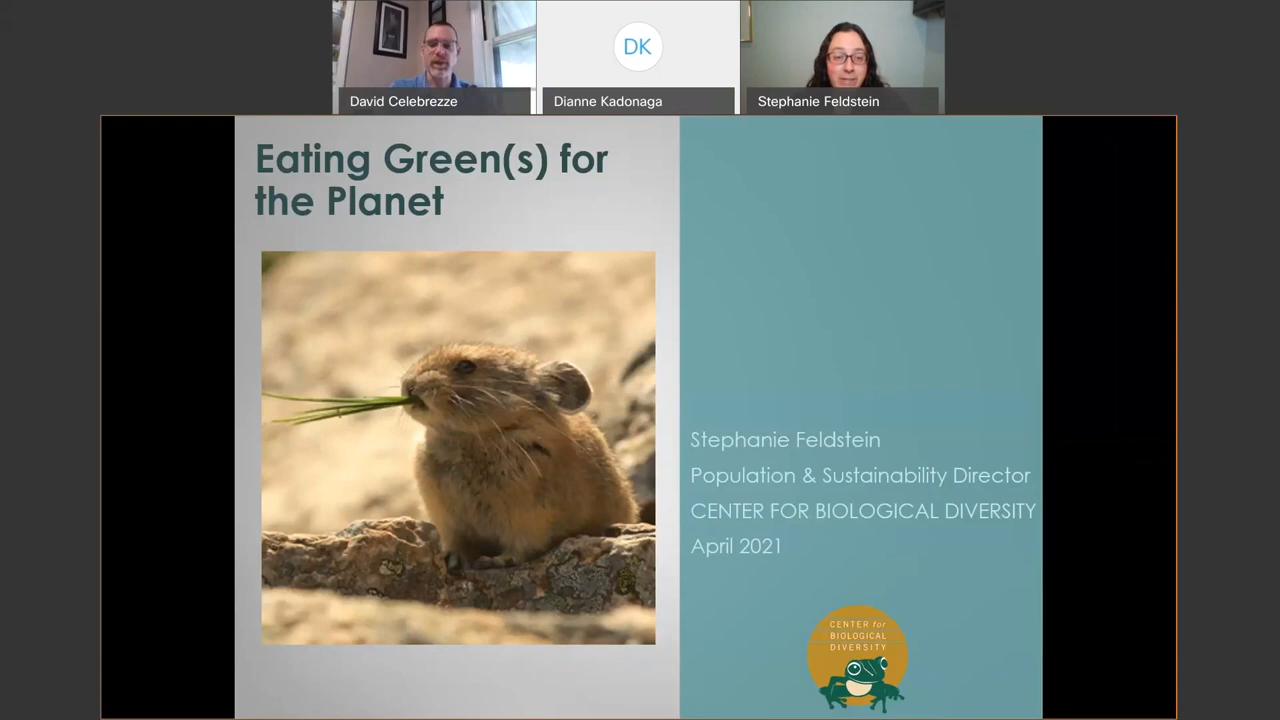 DK
David Celebrezze
Dianne Kadonaga
Stephanie Feldstein
Eating Green(s) for
the Planet
Stephanie Feldstein
Population & Sustainability Director
CENTER FOR BIOLOGICAL DIVERSITY
April 2021
CENTER for
BIOLOGICAL
DIVERSITY